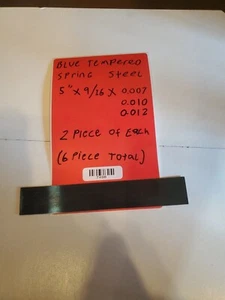 BLUE TEMPERED
SPRING STEEL
5" x 9/16 x 0.007
0.010
0.012
2 PIECE OF EACH
(6 PIECE TOTAL)